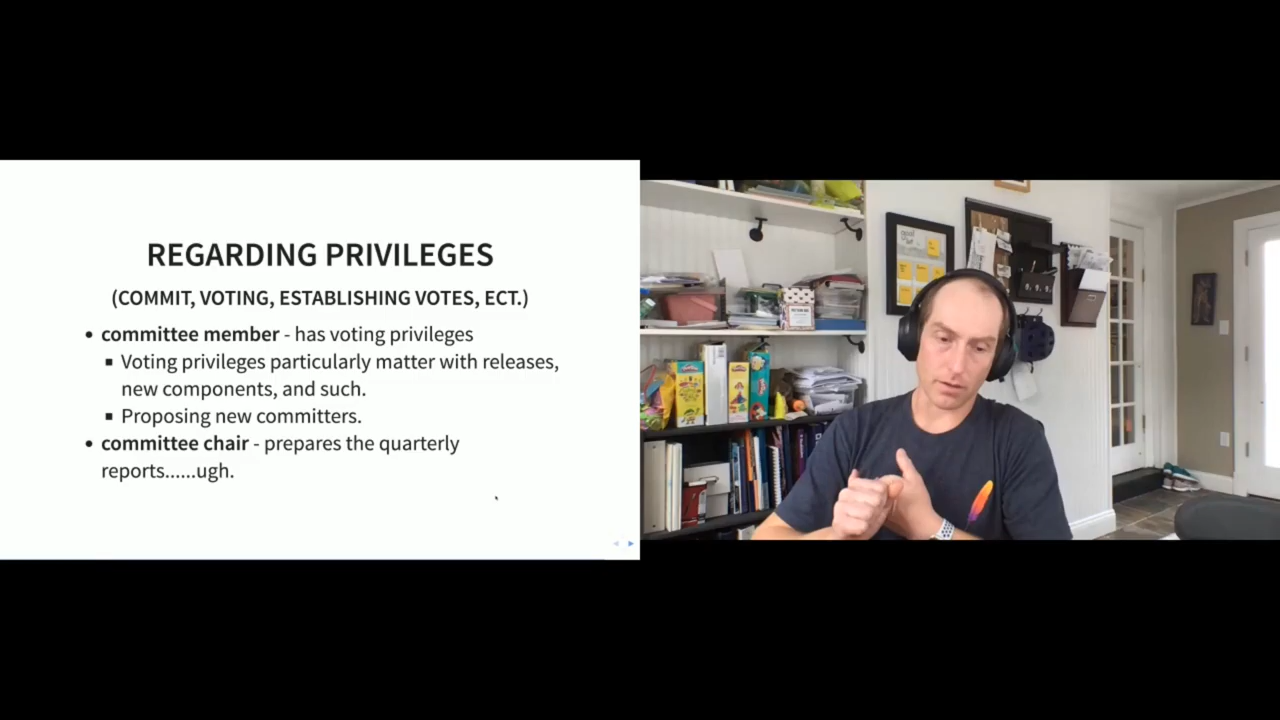 REGARDING PRIVILEGES
(COMMIT, VOTING, ESTABLISHING VOTES, ECT.)
committee member - has voting privileges
Voting privileges particularly matter with releases,
new components, and such.
Proposing new committers.
committee chair - prepares the quarterly
reports......ugh.